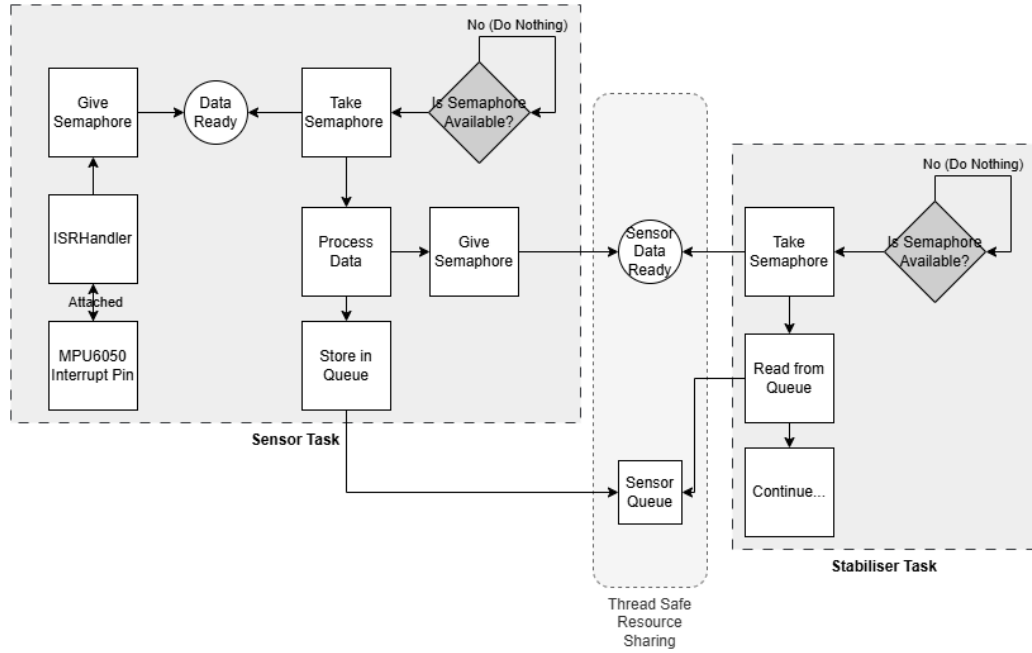 No (Do Nothing)
Give
Semaphore
Data
Ready
Take
Semaphore
Is Semaphore
Available?
ISRHandler
Process
Data
Give
Semaphore
Attached
MPU6050
Interrupt Pin
Store in
Queue
Sensor Task
Sensor
Data
Ready
Sensor
Queue
Thread Safe
Resource
Sharing
No (Do Nothing)
Take
Semaphore
Is Semaphore
Available?
Read from
Queue
Continue...
Stabiliser Task